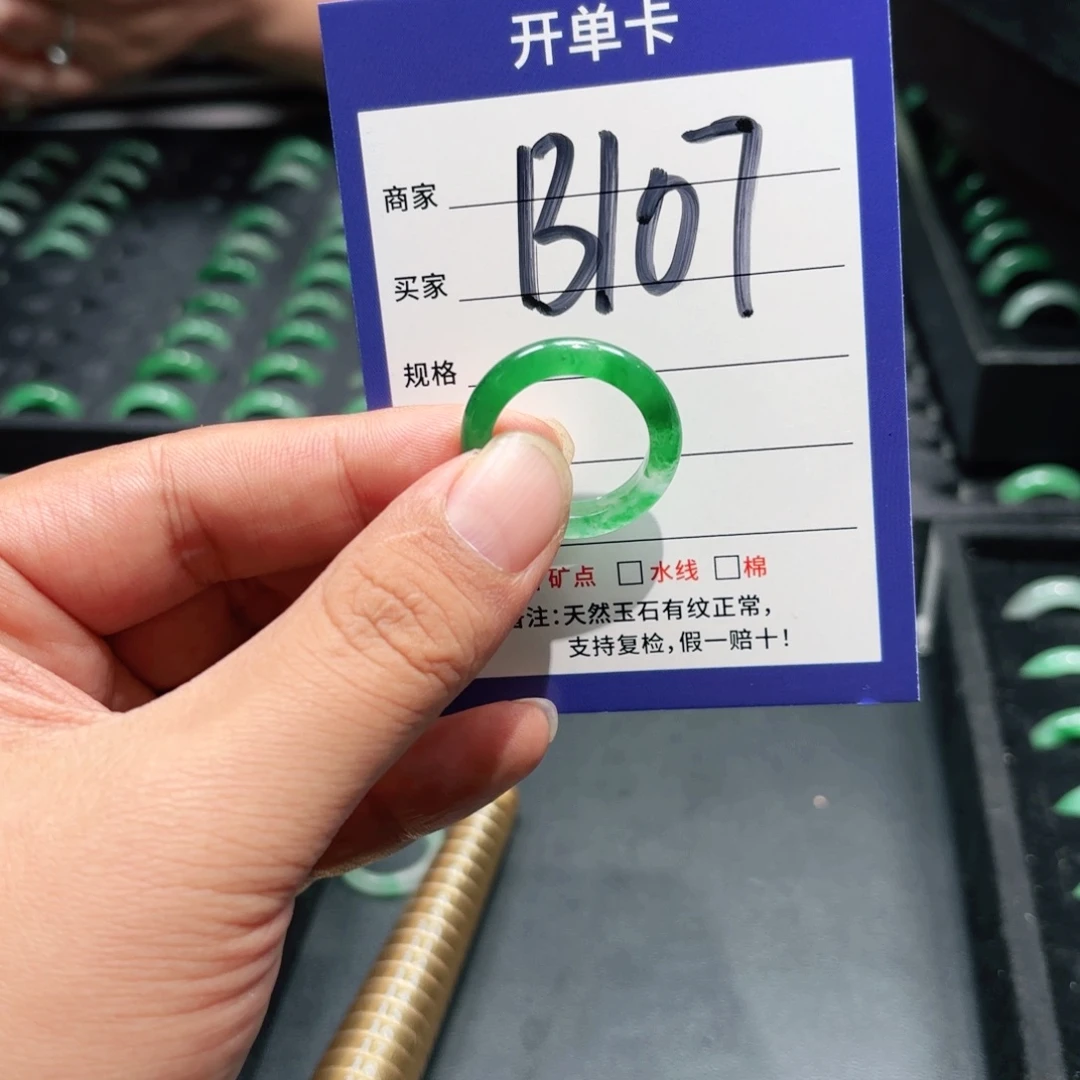 开单卡
B107
商家
买家
规格
矿点 □水线 □棉
注:天然玉石有纹正常,
支持复检,假一赔十!